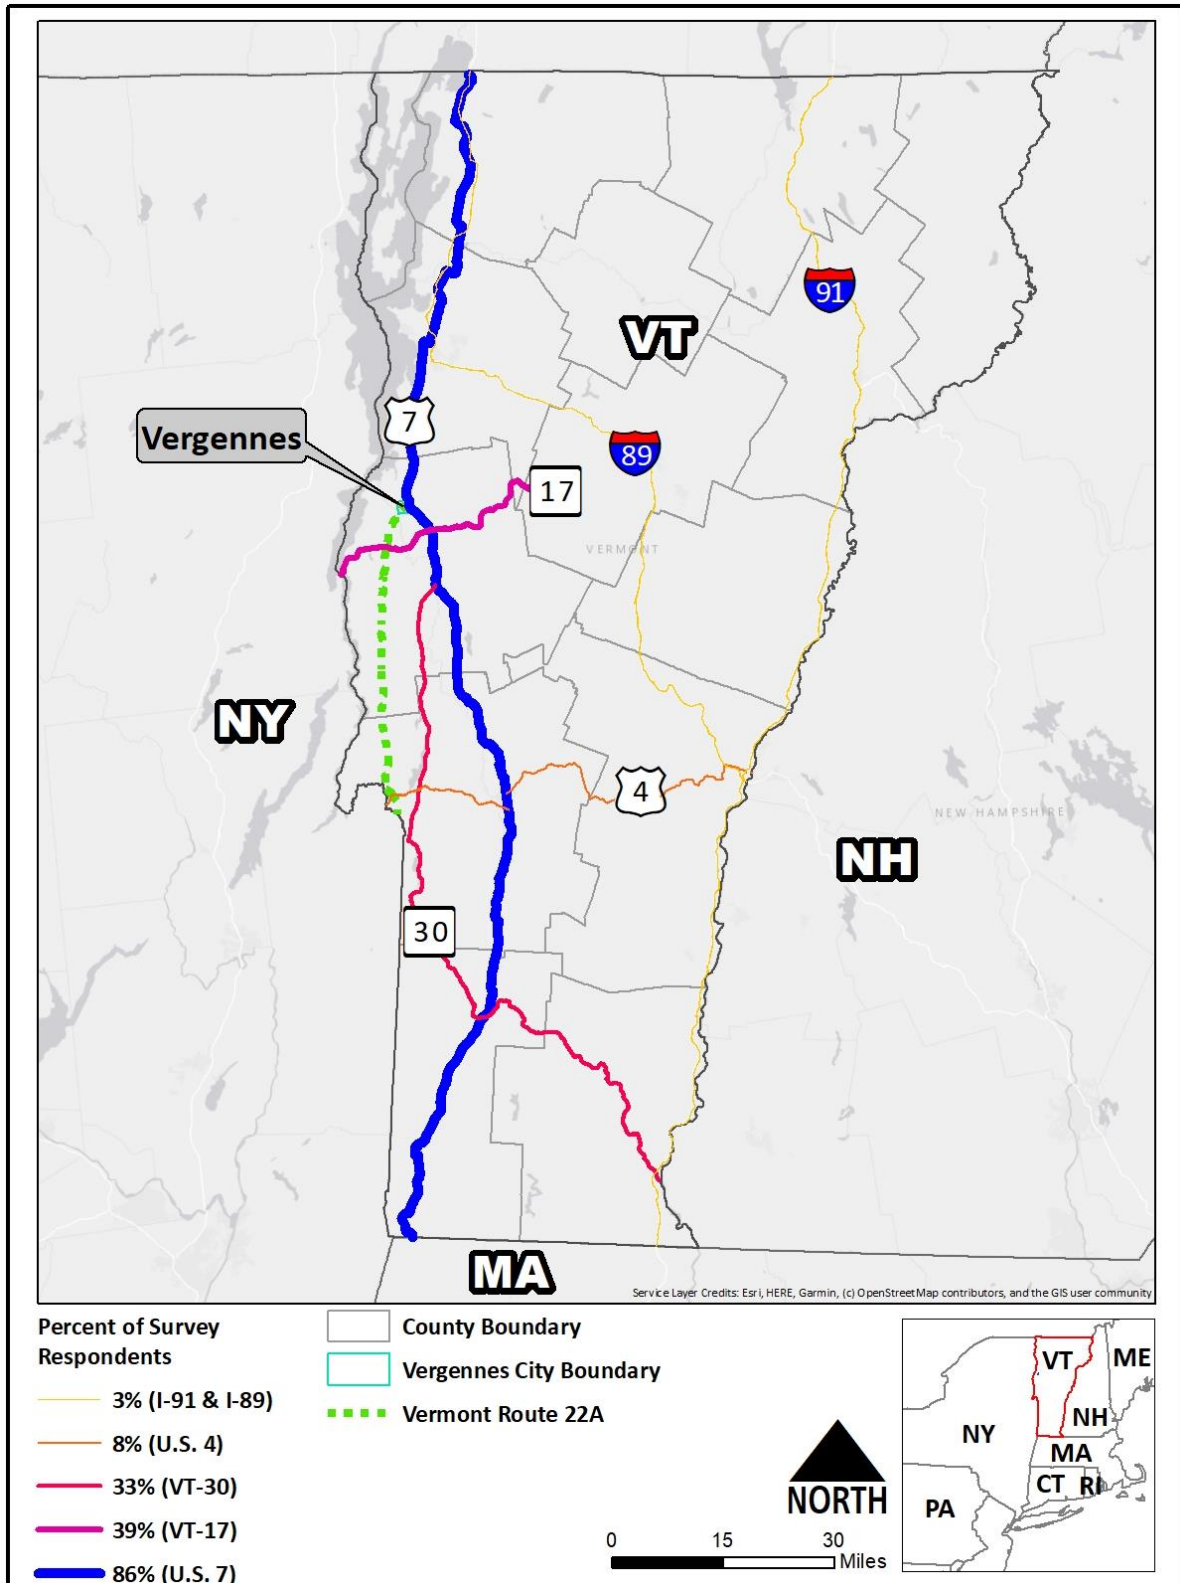 91
VT
7
Vergennes
89
17
VERMONT
NY
4
NEW HAMPSHIRE
NH
30
MA
Service Layer Credits: Esri, HERE, Garmin, (c) OpenStreetMap contributors, and the GIS user community
Percent of Survey
Respondents
3% (I-91 & I-89)
8% (U.S. 4)
33% (VT-30)
39% (VT-17)
86% (U.S. 7)
County Boundary
Vergennes City Boundary
Vermont Route 22A
NORTH
0 15 30
Miles
VT ME
NH
NY
MA
CT RI
PA